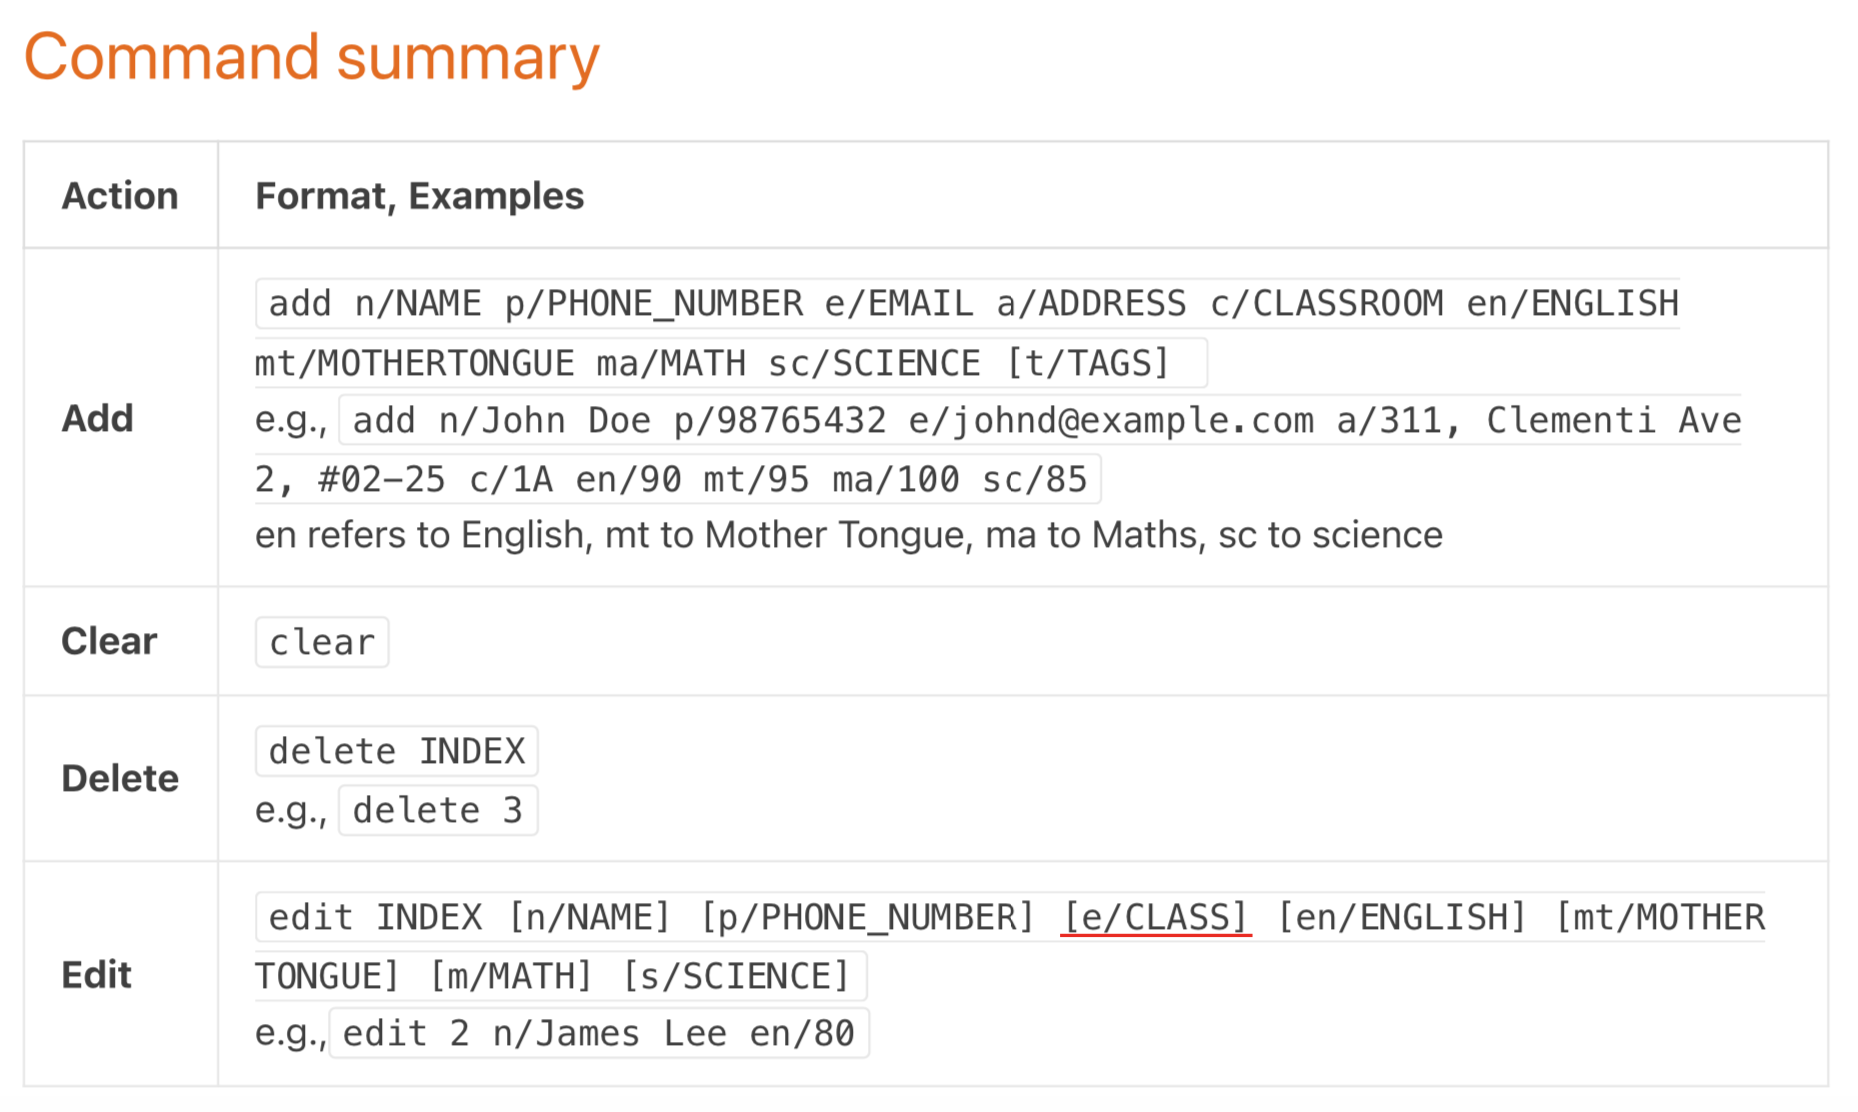 Command summary
Action Format, Examples
Add
add n/NAME p/PHONE_NUMBER e/EMAIL a/ADDRESS c/CLASSROOM en/ENGLISH
mt/MOTHERTONGUE ma/MATH sc/SCIENCE [t/TAGS]
e.g., add n/John Doe p/98765432 e/johnd@example.com a/311, Clementi Ave
2, #02-25 c/1A en/90 mt/95 ma/100 sc/85
en refers to English, mt to Mother Tongue, ma to Maths, sc to science
Clear clear
Delete
delete INDEX
e.g., delete 3
Edit
edit INDEX [n/NAME] [p/PHONE_NUMBER] [e/CLASS] [en/ENGLISH] [mt/MOTHER
TONGUE] [m/MATH] [s/SCIENCE]
e.g., edit 2 n/James Lee en/80